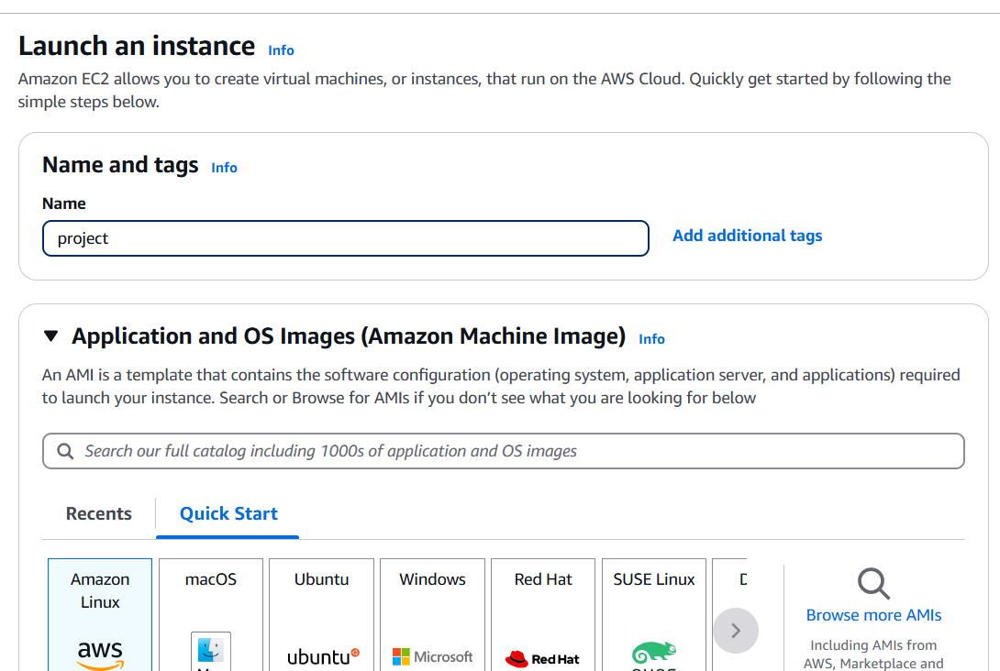 Launch an instance Info
Amazon EC2 allows you to create virtual machines, or instances, that run on the AWS Cloud. Quickly get started by following the
simple steps below.
Name and tags Info
Name
project
Add additional tags
Application and OS Images (Amazon Machine Image) Info
An AMI is a template that contains the software configuration (operating system, application server, and applications) required
to launch your instance. Search or Browse for AMIs if you don’t see what you are looking for below
Search our full catalog including 1000s of application and OS images
Recents
Quick Start
Amazon
Linux
aws
macOS
Ubuntu
ubuntu
Windows
Microsoft
Red Hat
Red Hat
SUSE Linux
Browse more AMIs
Including AMIs from
AWS, Marketplace and